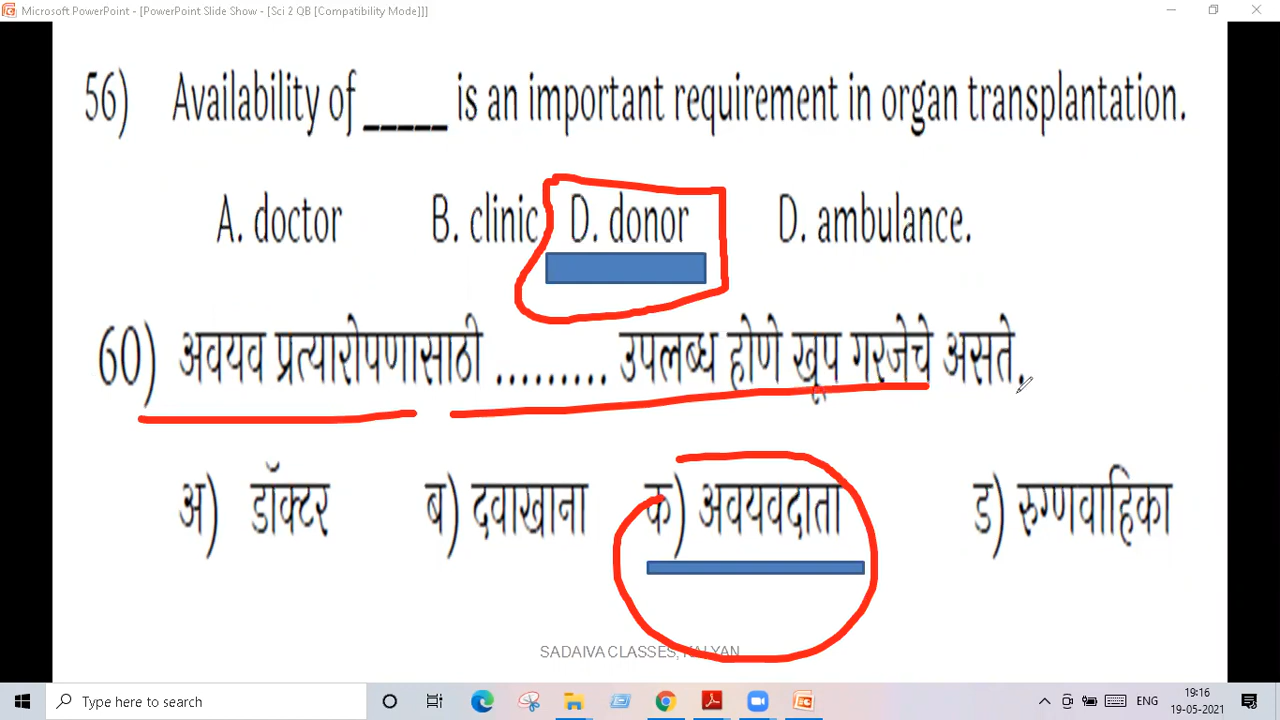 Microsoft PowerPoint - [PowerPoint Slide Show - [Sci 2 QB [Compatibility Mode]]]
56) Availability of _____ is an important requirement in organ transplantation.
A. doctor B. clinic D. donor D. ambulance.
60) अवयव प्रत्यारोपणासाठी ......... उपलब्ध होणे खूप गरजेचे असते.
अ) डॉक्टर ब) दवाखाना क) अवयवदाता ड) रुग्णवाहिका
SADAIVA CLASSES, KALYAN
Type here to search ENG 19:16
19-05-2021